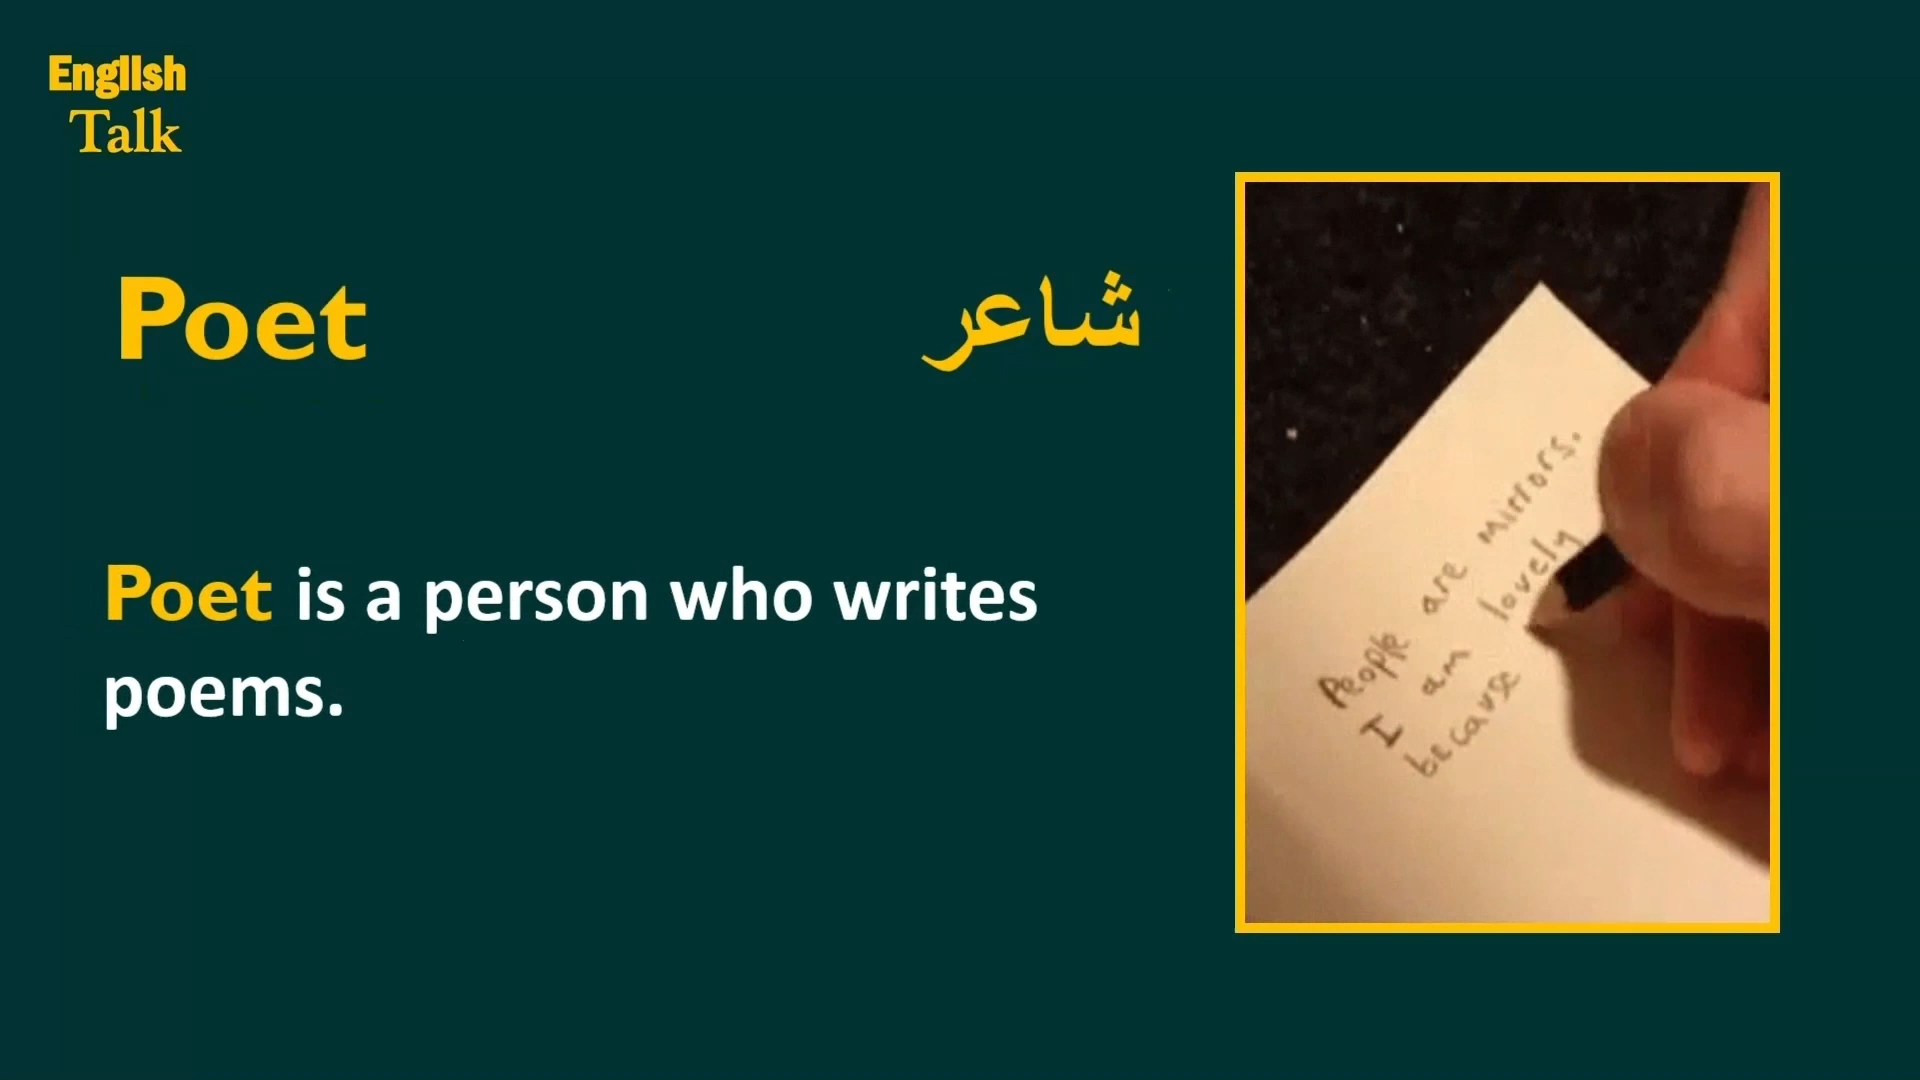 English
Talk
Poet
شاعر
Poet is a person who writes
poems.
People are mirrors.
I am lovely
because